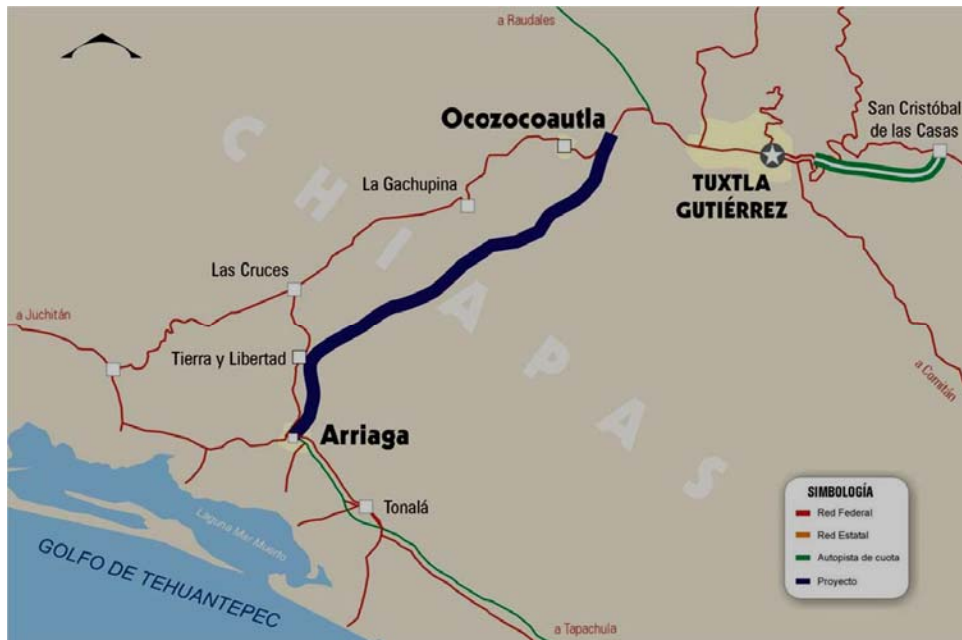 a Raudales
San Cristóbal
de las Casas
Ocozocoautla
TUXTLA
GUTIÉRREZ
La Gachupina
CHIAPAS
Las Cruces
a Juchitán
Tierra y Libertad
a Comitán
Arriaga
Tonalá
Laguna Mar Muerto
GOLFO DE TEHUANTEPEC
a Tapachula
SIMBOLOGÍA
Red Federal
Red Estatal
Autopista de cuota
Proyecto